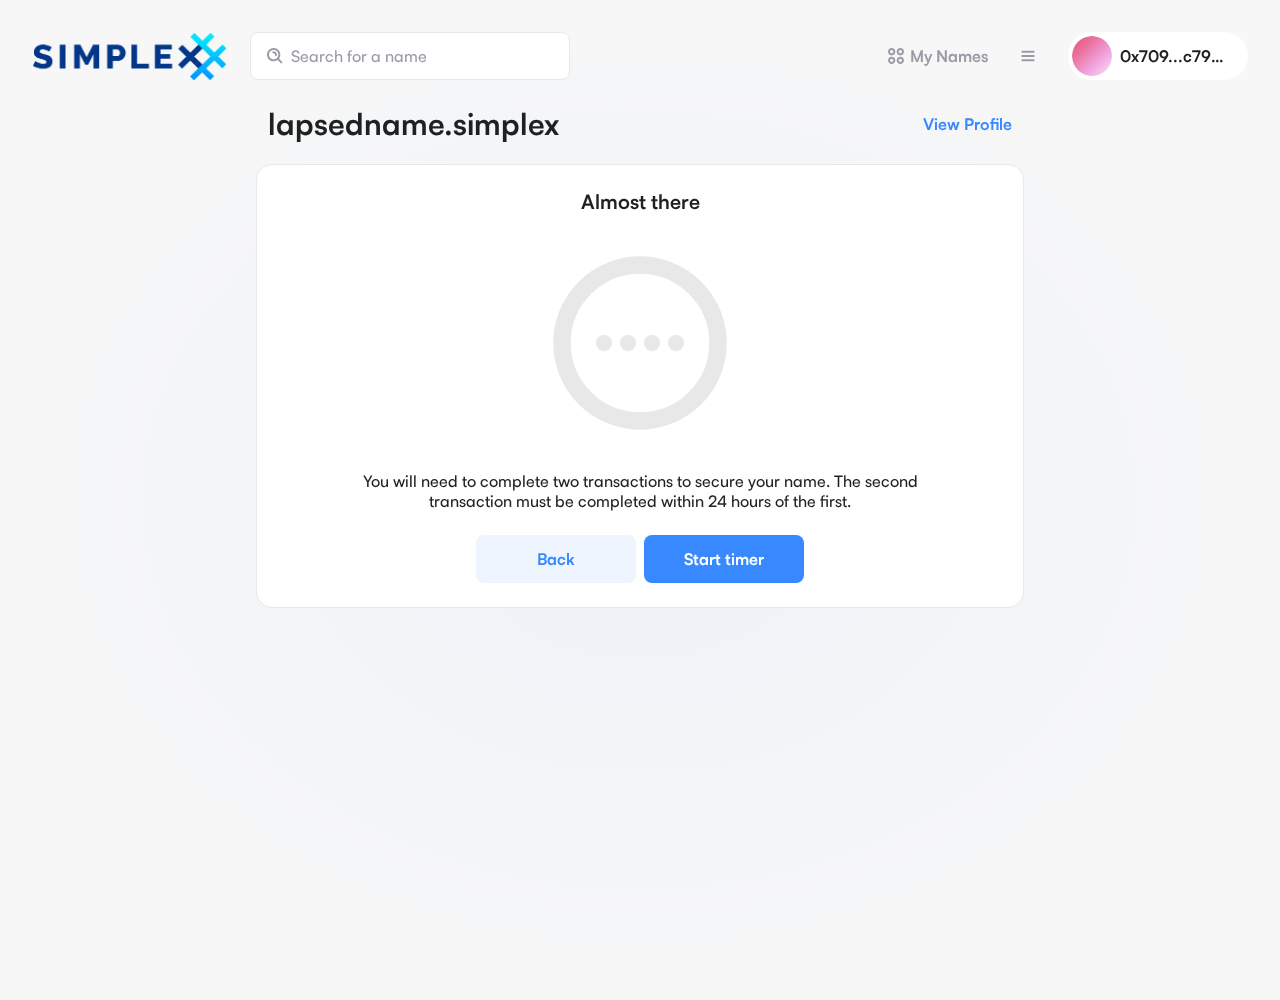 SIMPLEX
Search for a name
My Names
0x709...c79...
lapsedname.simplex
View Profile
Almost there
You will need to complete two transactions to secure your name. The second
transaction must be completed within 24 hours of the first.
Back
Start timer